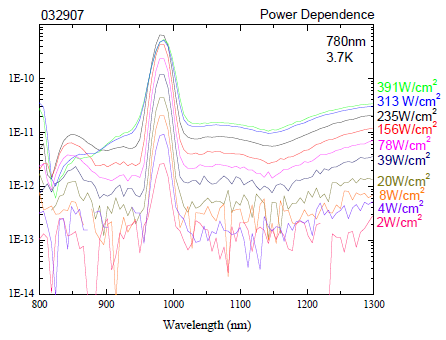 032907 Power Dependence
780nm
3.7K
1E-10
1E-11
1E-12
1E-13
1E-14
391W/cm2
313 W/cm2
235W/cm2
156W/cm2
78W/cm2
39W/cm2
20W/cm2
8W/cm2
4W/cm2
2W/cm2
800 900 1000 1100 1200 1300
Wavelength (nm)